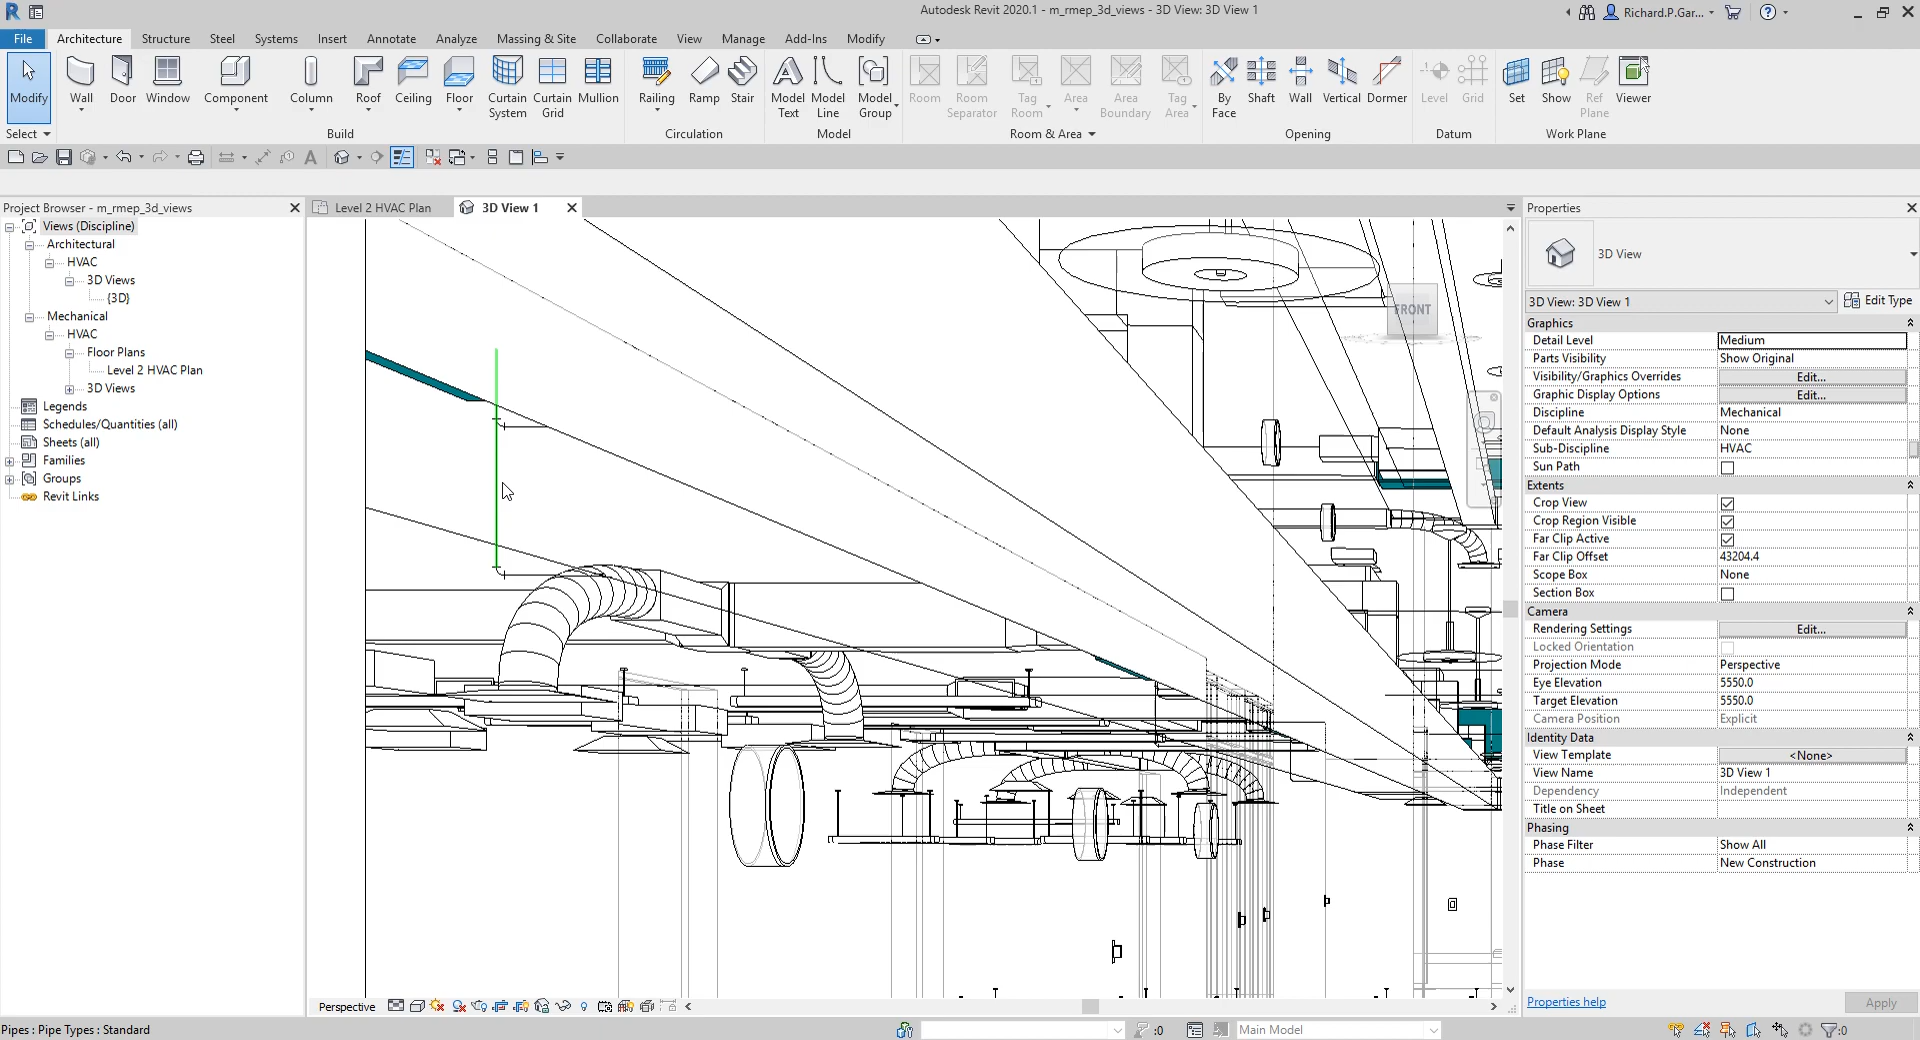 Autodesk Revit 2020.1 - m_rmep_3d_views - 3D View: 3D View 1
Richard.P.Gar...
File Architecture Structure Steel Systems Insert Annotate Analyze Massing & Site Collaborate View Manage Add-Ins Modify
Modify Wall Door Window Component Column Roof Ceiling Floor Curtain System Curtain Grid Mullion Railing Ramp Stair Model Text Model Line Model Group Room Room Separator Tag Room Area Area Boundary Tag Area By Face Shaft Wall Vertical Dormer Level Grid Set Show Ref Plane Viewer
Select Build Circulation Model Room & Area Opening Datum Work Plane
Project Browser - m_rmep_3d_views
Views (Discipline)
Architectural
HVAC
3D Views
{3D}
Mechanical
HVAC
Floor Plans
Level 2 HVAC Plan
3D Views
Legends
Schedules/Quantities (all)
Sheets (all)
Families
Groups
Revit Links
Level 2 HVAC Plan
3D View 1
FRONT
Properties
3D View
3D View: 3D View 1
Edit Type
Graphics
Detail Level Medium
Parts Visibility Show Original
Visibility/Graphics Overrides Edit...
Graphic Display Options Edit...
Discipline Mechanical
Default Analysis Display Style None
Sub-Discipline HVAC
Sun Path
Extents
Crop View
Crop Region Visible
Far Clip Active
Far Clip Offset 43204.4
Scope Box None
Section Box
Camera
Rendering Settings Edit...
Locked Orientation
Projection Mode Perspective
Eye Elevation 5550.0
Target Elevation 5550.0
Camera Position Explicit
Identity Data
View Template <None>
View Name 3D View 1
Dependency Independent
Title on Sheet
Phasing
Phase Filter Show All
Phase New Construction
Properties help
Apply
Perspective
Pipes : Pipe Types : Standard
:0
Main Model
:0